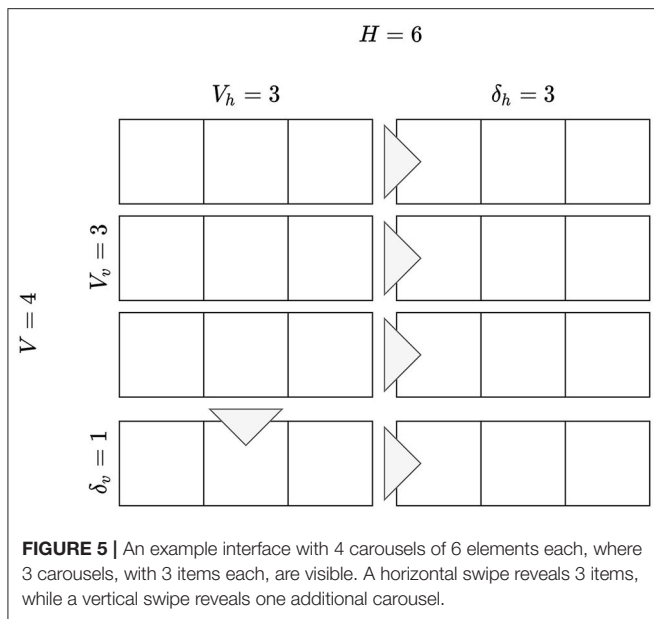 H = 6
V_h = 3
δ_h = 3
V = 4
V_v = 3
δ_v = 1
FIGURE 5 | An example interface with 4 carousels of 6 elements each, where
3 carousels, with 3 items each, are visible. A horizontal swipe reveals 3 items,
while a vertical swipe reveals one additional carousel.